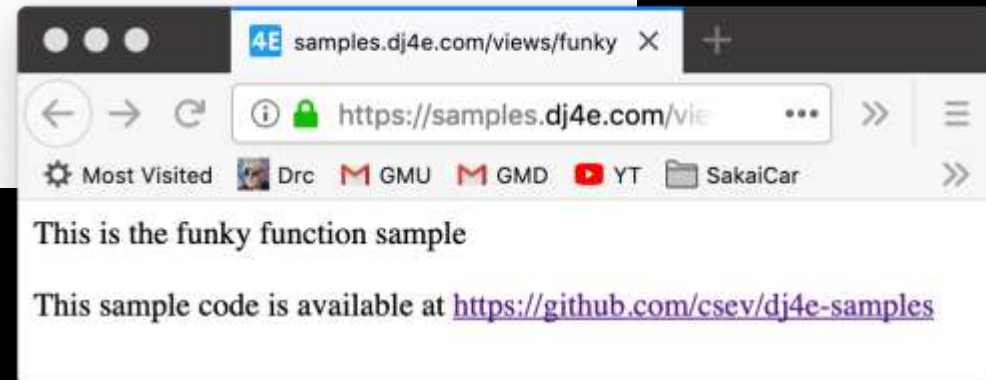 4E samples.dj4e.com/views/funky
https://samples.dj4e.com/vie
Most Visited Drc GMU GMD YT SakaiCar
This is the funky function sample
This sample code is available at https://github.com/csev/dj4e-samples